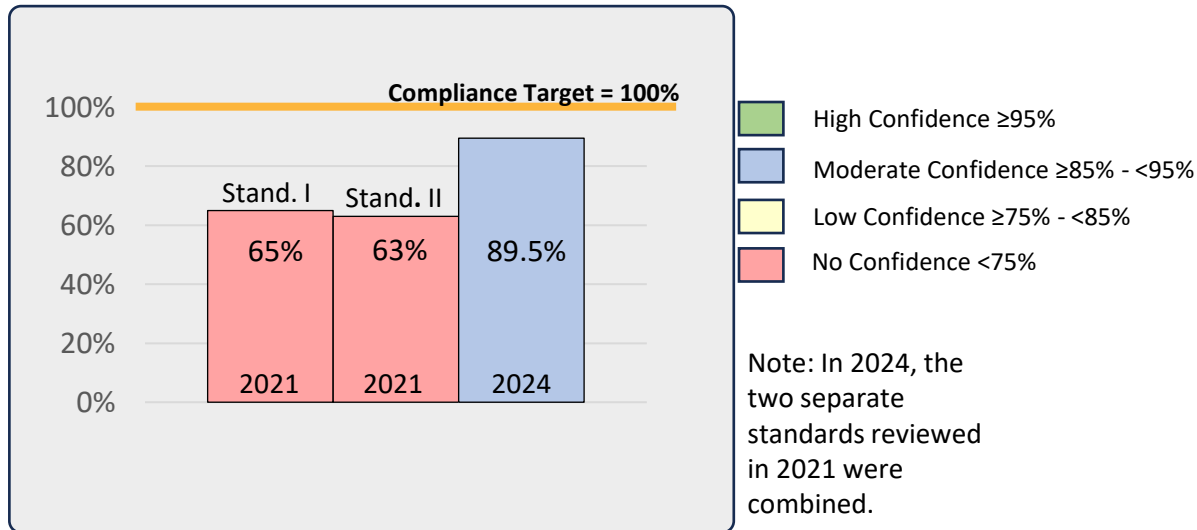 Compliance Target = 100%
100%
80%
60%
40%
20%
0%
Stand. I
Stand. II
65%
63%
89.5%
2021
2021
2024
High Confidence ≥95%
Moderate Confidence ≥85% - <95%
Low Confidence ≥75% - <85%
No Confidence <75%
Note: In 2024, the
two separate
standards reviewed
in 2021 were
combined.